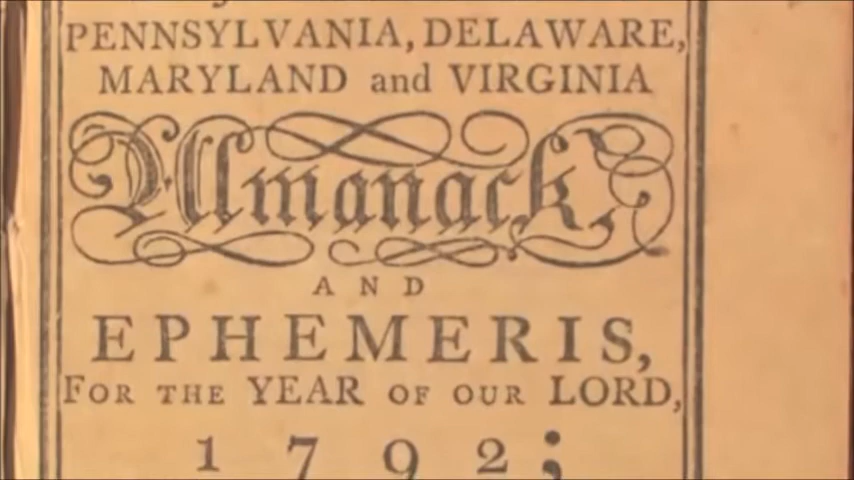 PENNSYLVANIA, DELAWARE,
MARYLAND and VIRGINIA
Almanack
AND
EPHEMERIS,
FOR THE YEAR OF OUR LORD,
1792;